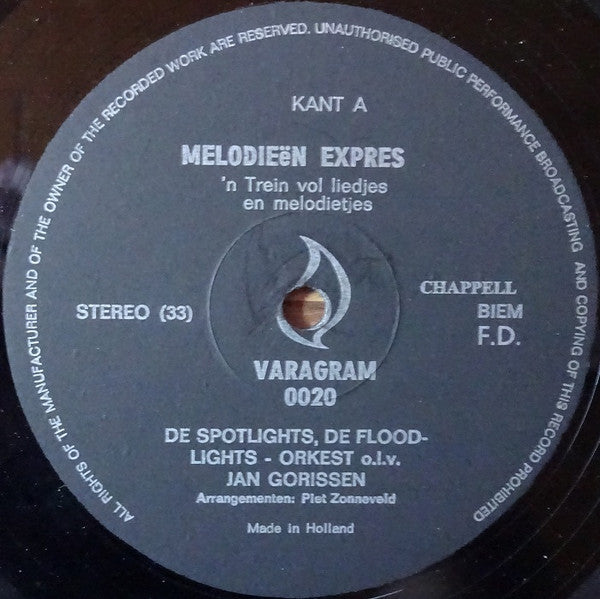 ALL RIGHTS OF THE MANUFACTURER AND OF THE OWNER OF THE RECORDED WORK ARE RESERVED. UNAUTHORISED PUBLIC PERFORMANCE BROADCASTING AND COPYING OF THIS RECORD PROHIBITED
KANT A
MELODIEëN EXPRES
'n Trein vol liedjes
en melodietjes
CHAPPELL
STEREO (33)
BIEM
F.D.
VARAGRAM
0020
DE SPOTLIGHTS, DE FLOOD-
LIGHTS - ORKEST o.l.v.
JAN GORISSEN
Arrangementen: Piet Zonneveld
Made in Holland